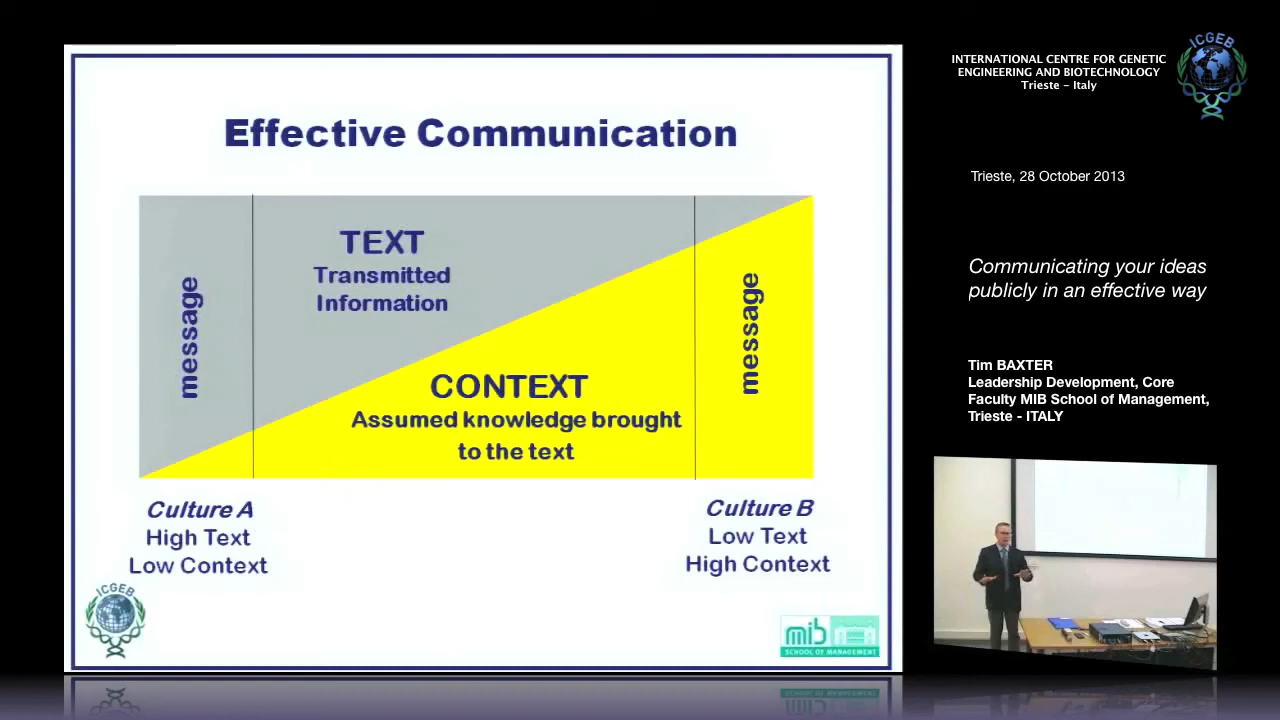 Effective Communication
TEXT
Transmitted
Information
message
message
CONTEXT
Assumed knowledge brought
to the text
Culture A
High Text
Low Context
Culture B
Low Text
High Context
ICGEB
mib
SCHOOL OF MANAGEMENT
INTERNATIONAL CENTRE FOR GENETIC
ENGINEERING AND BIOTECHNOLOGY
Trieste – Italy
ICGEB
Trieste, 28 October 2013
Communicating your ideas
publicly in an effective way
Tim BAXTER
Leadership Development, Core
Faculty MIB School of Management,
Trieste - ITALY